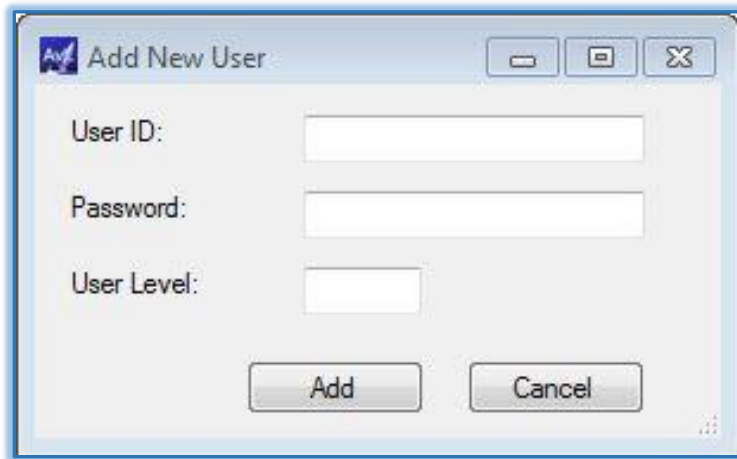 Add New User
User ID:
Password:
User Level:
Add Cancel